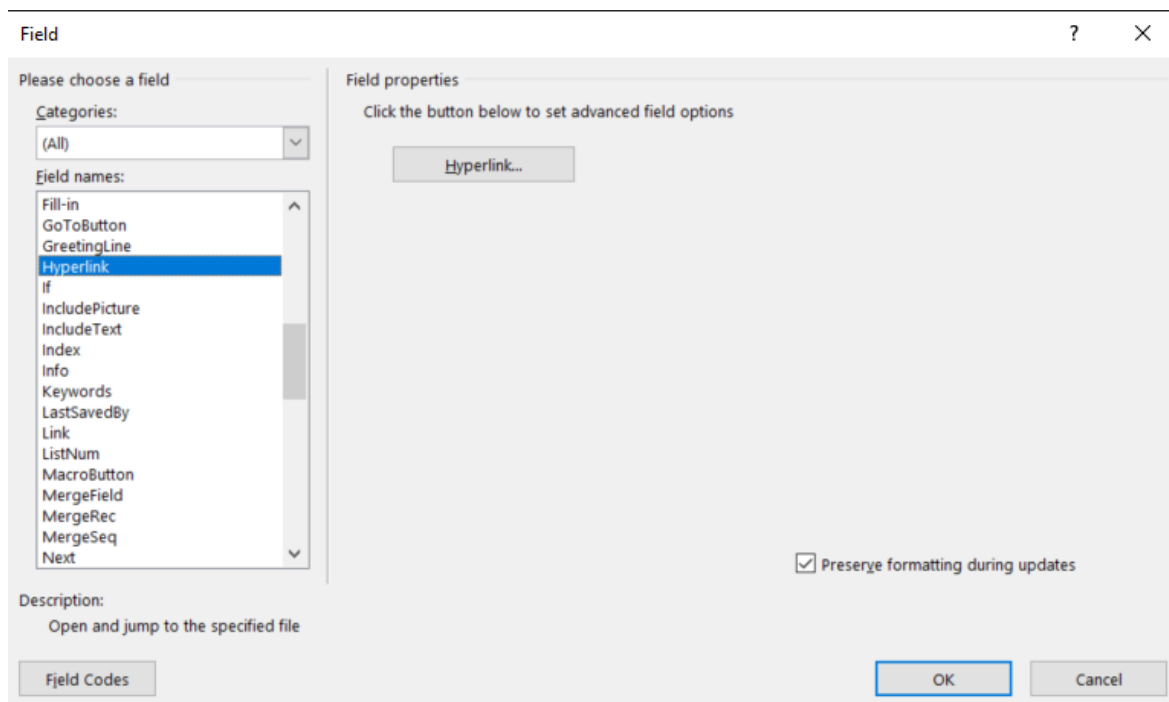 Field
?
Please choose a field
Categories:
(All)
Field names:
Fill-in
GoToButton
GreetingLine
Hyperlink
If
IncludePicture
IncludeText
Index
Info
Keywords
LastSavedBy
Link
ListNum
MacroButton
MergeField
MergeRec
MergeSeq
Next
Field properties
Click the button below to set advanced field options
Hyperlink...
Preserve formatting during updates
Description:
Open and jump to the specified file
Field Codes
OK
Cancel